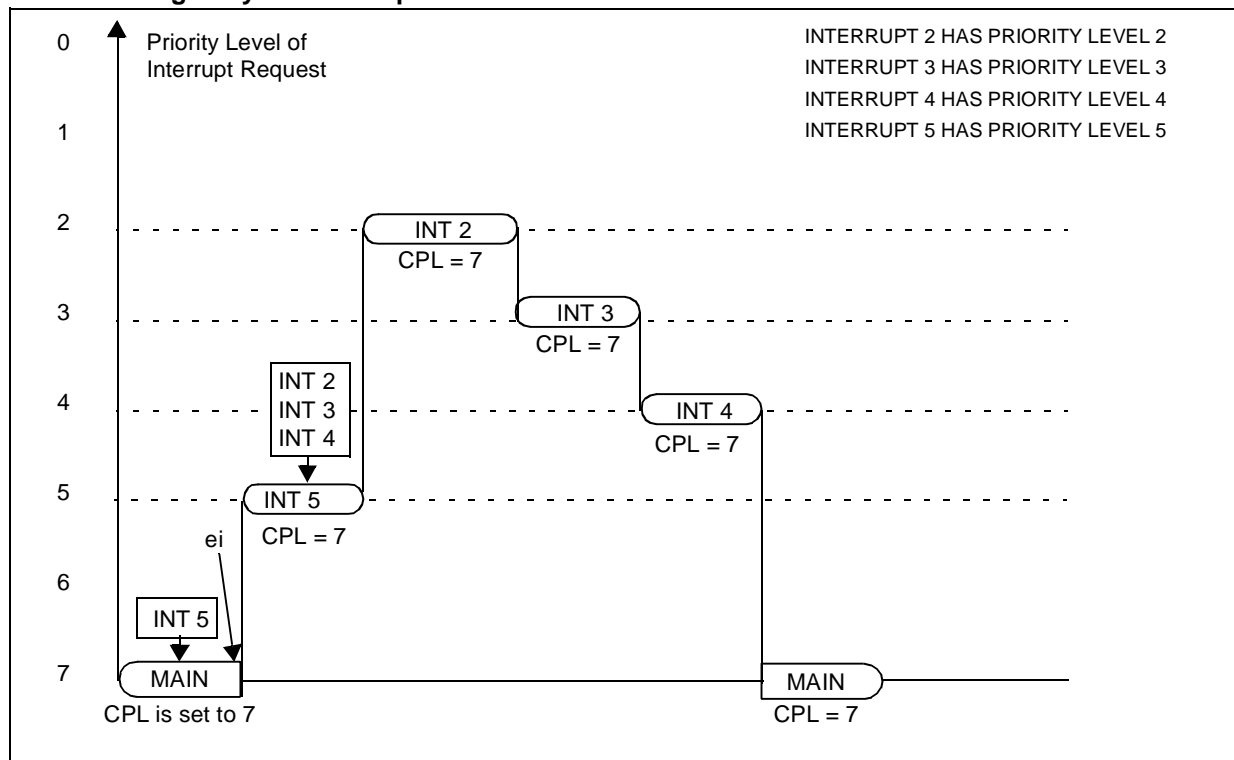 0
Priority Level of
Interrupt Request
INTERRUPT 2 HAS PRIORITY LEVEL 2
INTERRUPT 3 HAS PRIORITY LEVEL 3
INTERRUPT 4 HAS PRIORITY LEVEL 4
INTERRUPT 5 HAS PRIORITY LEVEL 5
1
2
INT 2
CPL = 7
3
INT 3
CPL = 7
INT 2
INT 3
INT 4
4
INT 4
CPL = 7
5
INT 5
CPL = 7
ei
6
INT 5
7
MAIN
CPL is set to 7
MAIN
CPL = 7